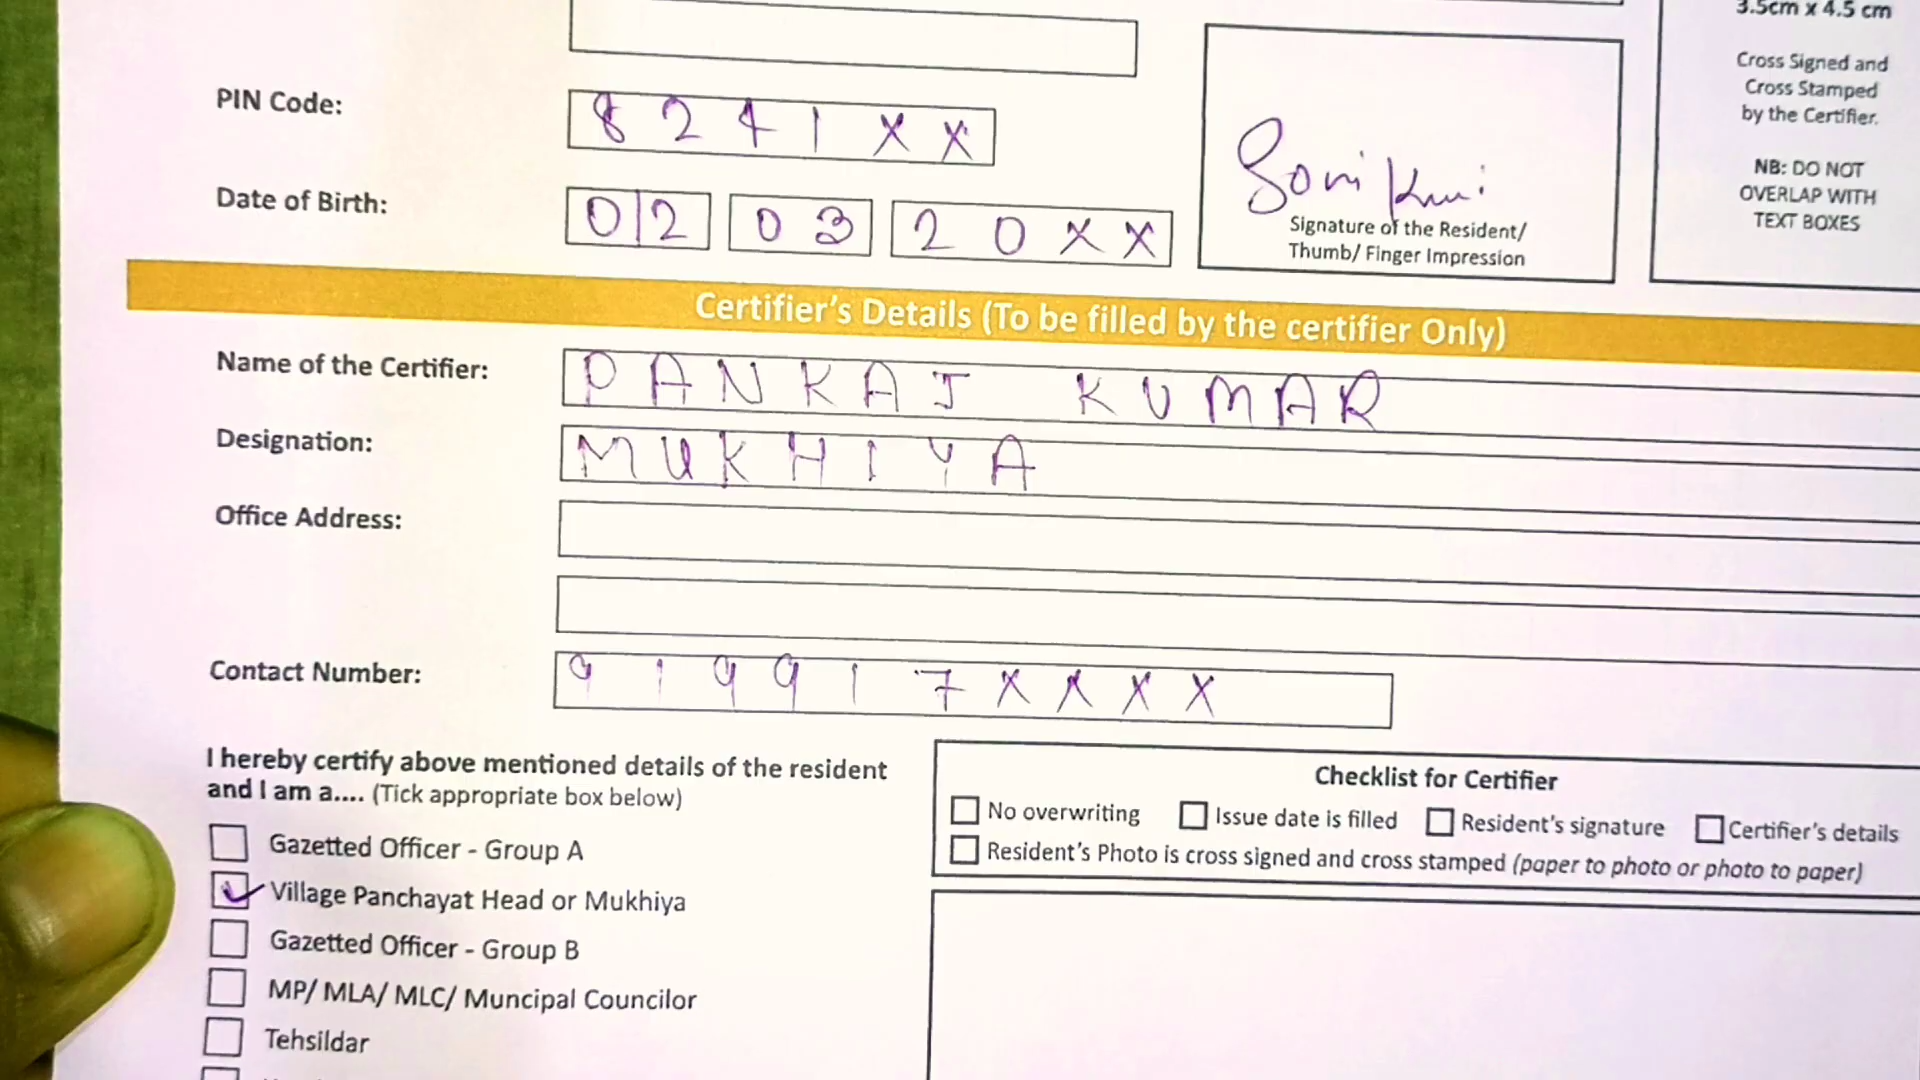 3.5cm x 4.5 cm
Cross Signed and
Cross Stamped
by the Certifier.
NB: DO NOT
OVERLAP WITH
TEXT BOXES
PIN Code: 8 2 4 1 X X
Date of Birth: 0 2 0 3 2 0 X X
Soni Kmi
Signature of the Resident/
Thumb/ Finger Impression
Certifier's Details (To be filled by the certifier Only)
Name of the Certifier: PANKAJ KUMAR
Designation: MUKHIYA
Office Address:
Contact Number: 9 1 9 9 1 7 X X X X
I hereby certify above mentioned details of the resident
and I am a.... (Tick appropriate box below)
Gazetted Officer - Group A
Village Panchayat Head or Mukhiya
Gazetted Officer - Group B
MP/ MLA/ MLC/ Muncipal Councilor
Tehsildar
Checklist for Certifier
No overwriting Issue date is filled Resident's signature Certifier's details
Resident's Photo is cross signed and cross stamped (paper to photo or photo to paper)